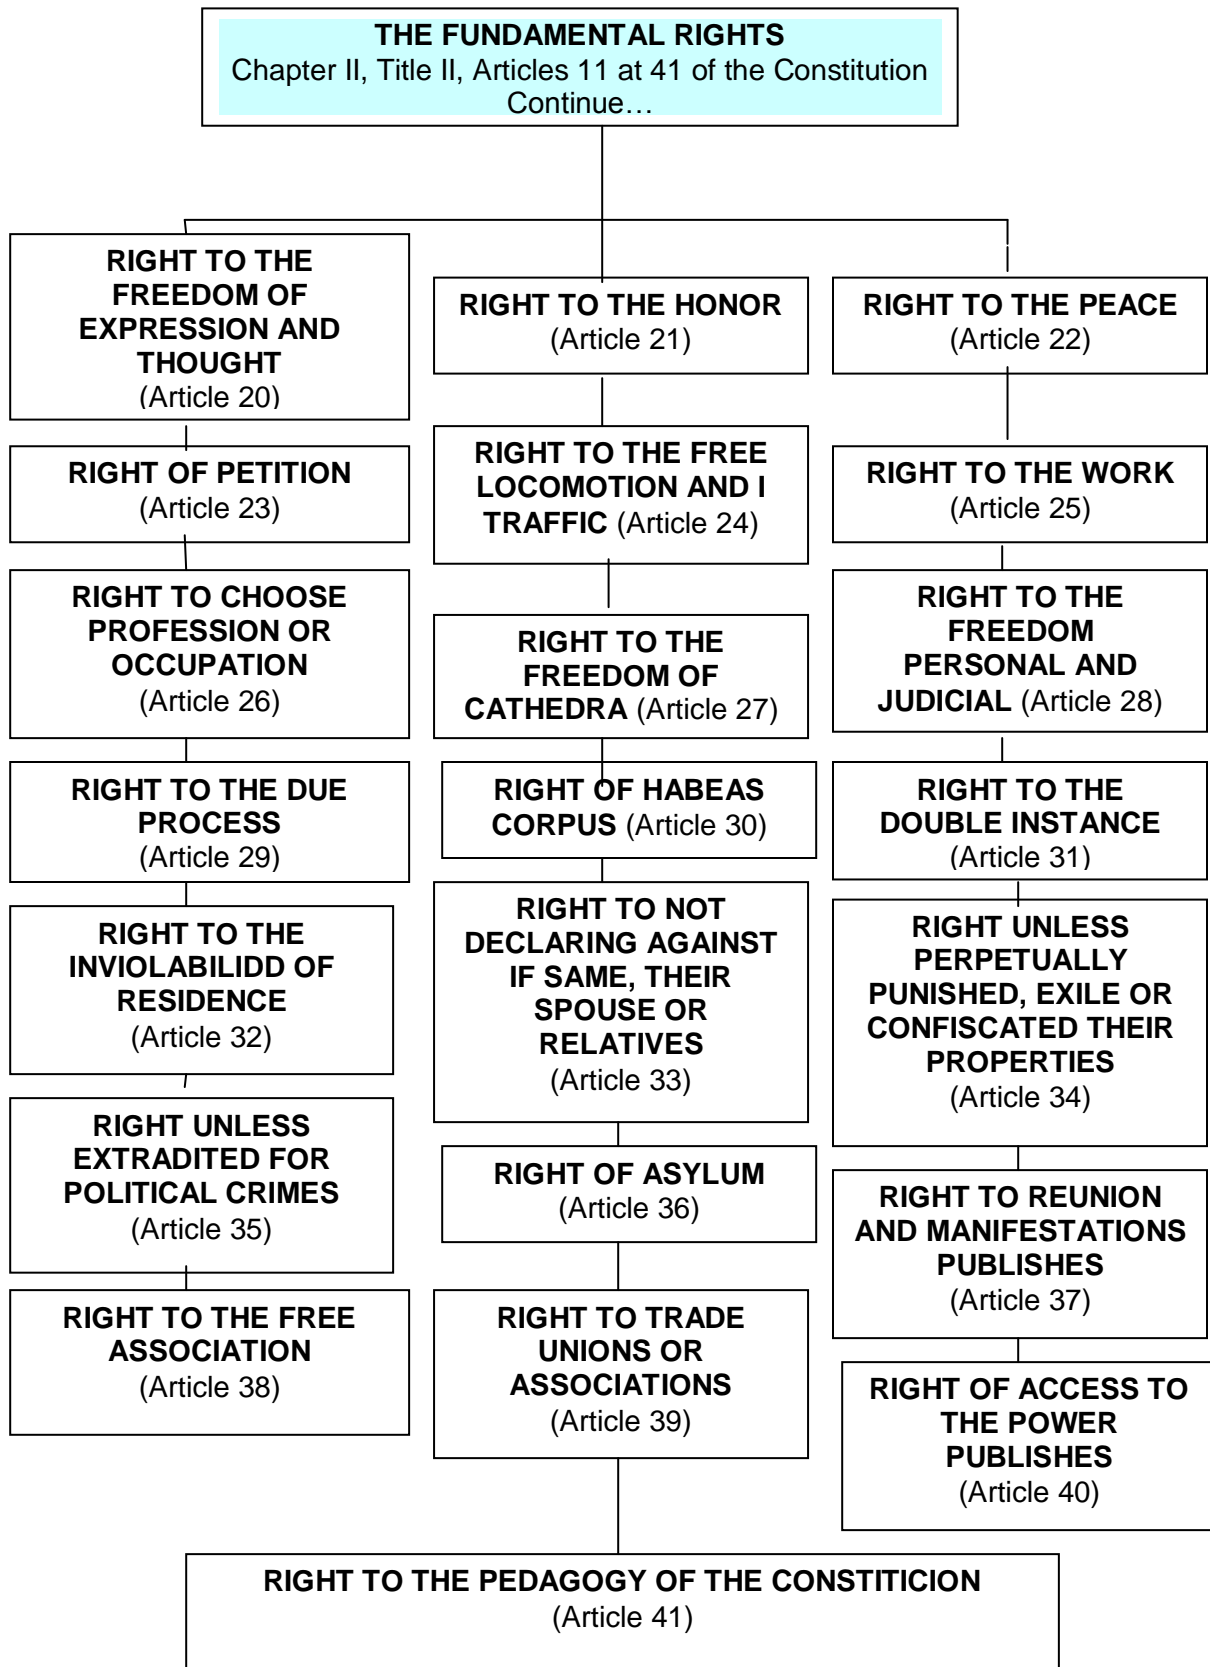 THE FUNDAMENTAL RIGHTS
Chapter II, Title II, Articles 11 at 41 of the Constitution
Continue…
RIGHT TO THE
FREEDOM OF
EXPRESSION AND
THOUGHT
(Article 20)
RIGHT TO THE HONOR
(Article 21)
RIGHT TO THE PEACE
(Article 22)
RIGHT OF PETITION
(Article 23)
RIGHT TO THE FREE
LOCOMOTION AND I
TRAFFIC (Article 24)
RIGHT TO THE WORK
(Article 25)
RIGHT TO CHOOSE
PROFESSION OR
OCCUPATION
(Article 26)
RIGHT TO THE
FREEDOM OF
CATHEDRA (Article 27)
RIGHT TO THE
FREEDOM
PERSONAL AND
JUDICIAL (Article 28)
RIGHT TO THE DUE
PROCESS
(Article 29)
RIGHT OF HABEAS
CORPUS (Article 30)
RIGHT TO THE
DOUBLE INSTANCE
(Article 31)
RIGHT TO THE
INVIOLABILIDD OF
RESIDENCE
(Article 32)
RIGHT TO NOT
DECLARING AGAINST
IF SAME, THEIR
SPOUSE OR
RELATIVES
(Article 33)
RIGHT UNLESS
PERPETUALLY
PUNISHED, EXILE OR
CONFISCATED THEIR
PROPERTIES
(Article 34)
RIGHT UNLESS
EXTRADITED FOR
POLITICAL CRIMES
(Article 35)
RIGHT OF ASYLUM
(Article 36)
RIGHT TO REUNION
AND MANIFESTATIONS
PUBLISHES
(Article 37)
RIGHT TO THE FREE
ASSOCIATION
(Article 38)
RIGHT TO TRADE
UNIONS OR
ASSOCIATIONS
(Article 39)
RIGHT OF ACCESS TO
THE POWER
PUBLISHES
(Article 40)
RIGHT TO THE PEDAGOGY OF THE CONSTITICION
(Article 41)